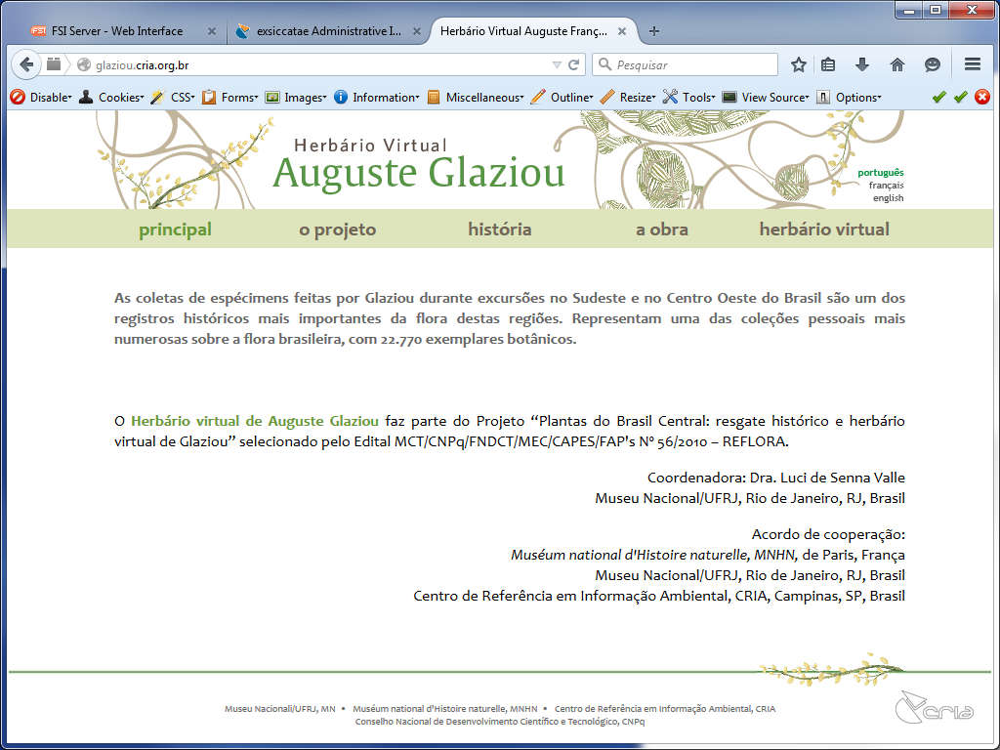 FSI Server - Web Interface
exsiccatae Administrative I...
Herbário Virtual Auguste Franç...
glaziou.cria.org.br
Pesquisar
Disable
Cookies
CSS
Forms
Images
Information
Miscellaneous
Outline
Resize
Tools
View Source
Options
Herbário Virtual
Auguste Glaziou
português
français
english
principal
o projeto
história
a obra
herbário virtual
As coletas de espécimens feitas por Glaziou durante excursões no Sudeste e no Centro Oeste do Brasil são um dos
registros históricos mais importantes da flora destas regiões. Representam uma das coleções pessoais mais
numerosas sobre a flora brasileira, com 22.770 exemplares botânicos.
O Herbário virtual de Auguste Glaziou faz parte do Projeto “Plantas do Brasil Central: resgate histórico e herbário
virtual de Glaziou” selecionado pelo Edital MCT/CNPq/FNDCT/MEC/CAPES/FAP's Nº 56/2010 – REFLORA.
Coordenadora: Dra. Luci de Senna Valle
Museu Nacional/UFRJ, Rio de Janeiro, RJ, Brasil
Acordo de cooperação:
Muséum national d'Histoire naturelle, MNHN, de Paris, França
Museu Nacional/UFRJ, Rio de Janeiro, RJ, Brasil
Centro de Referência em Informação Ambiental, CRIA, Campinas, SP, Brasil
Museu Nacionali/UFRJ, MN • Muséum national d'Histoire naturelle, MNHN • Centro de Referência em Informação Ambiental, CRIA
Conselho Nacional de Desenvolvimento Científico e Tecnológico, CNPq
cria